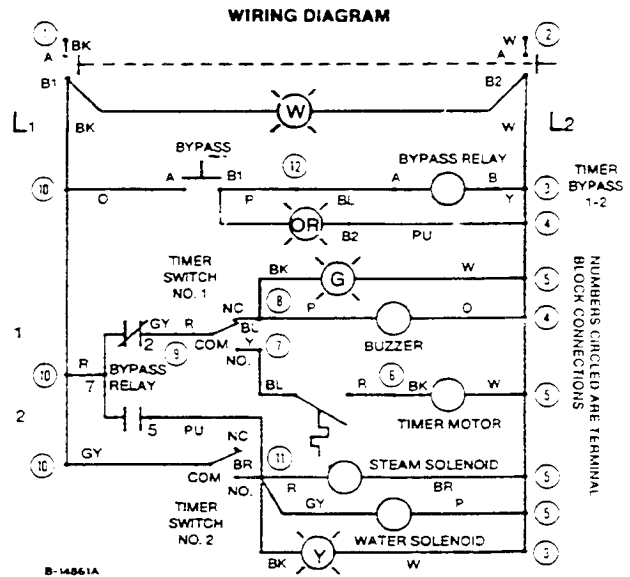 WIRING DIAGRAM
1 BK W 2
A A
B1 B2
W
L1 BK W L2
BYPASS 12 BYPASS RELAY TIMER BYPASS 1-2
10 O A B1 P BL A B Y 3
OR B2 PU 4
TIMER SWITCH NO. 1
BK G W 5
NC 8 P O 4
1 GY R BL BUZZER
2 9 COM Y 7
NO.
10 R 7 BYPASS RELAY
BL R 6 BK W 5
TIMER MOTOR
2 5 PU
NC
10 GY BR 11 STEAM SOLENOID
COM NO. R BR 5
GY P 5
TIMER SWITCH NO. 2
WATER SOLENOID
BK Y W 3
NUMBERS CIRCLED ARE TERMINAL
BLOCK CONNECTIONS
B-14861A